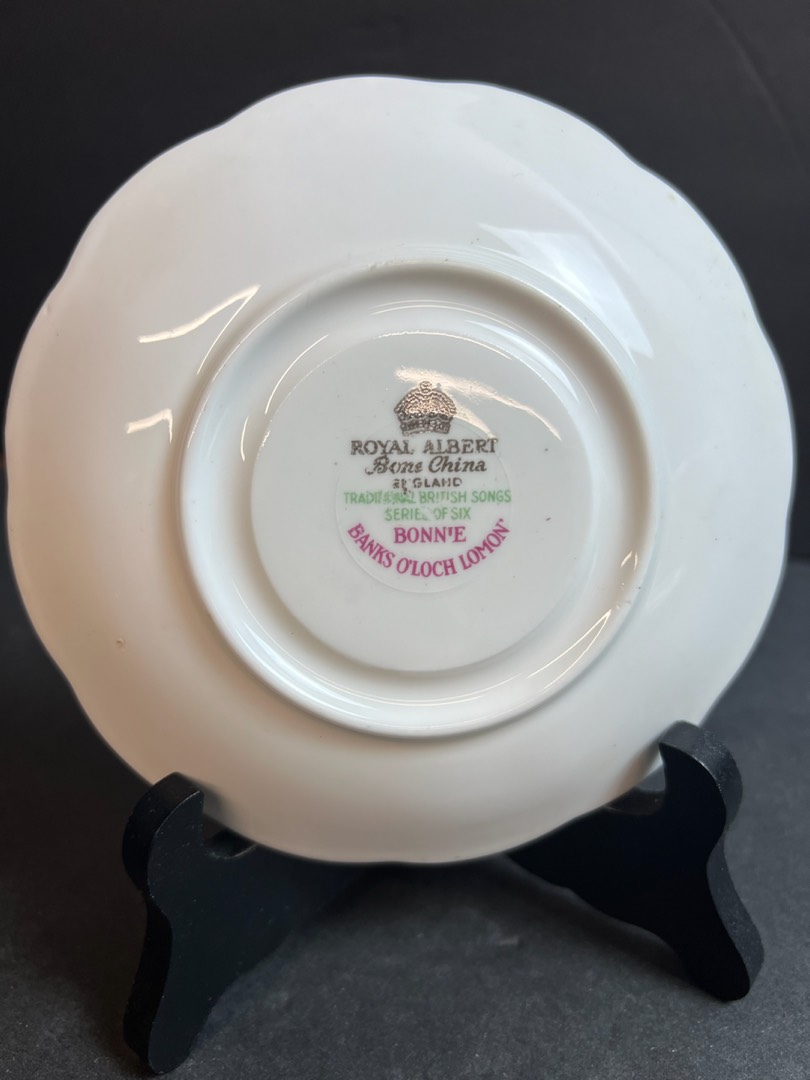 ROYAL ALBERT
Bone China
ENGLAND
TRADITIONAL BRITISH SONGS
SERIES OF SIX
BONNIE
BANKS O'LOCH LOMON'